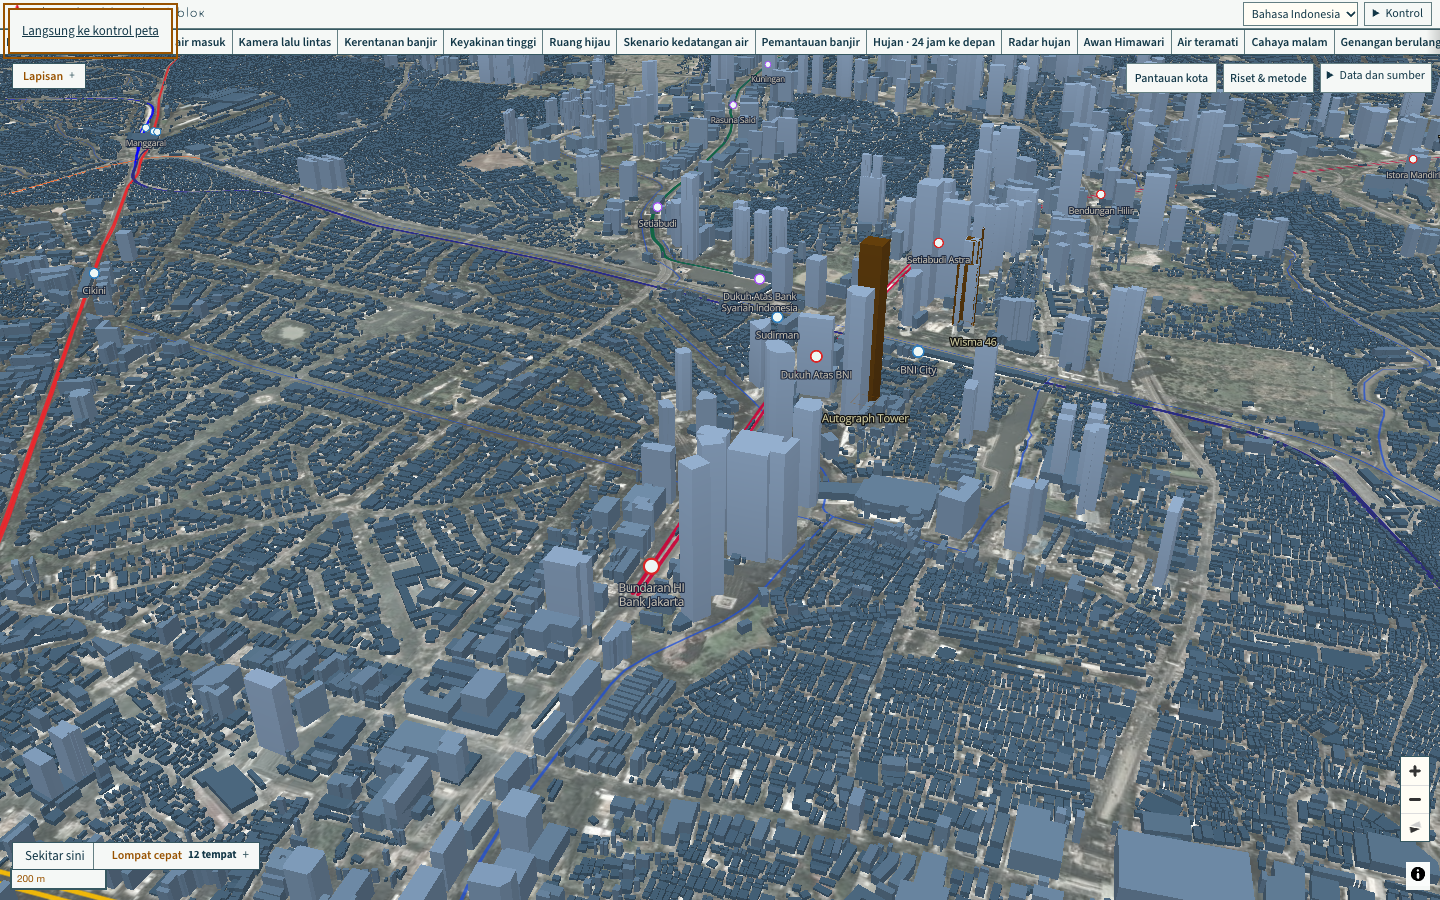 olok
Bahasa Indonesia
Kontrol
Langsung ke kontrol peta
air masuk
Kamera lalu lintas
Kerentanan banjir
Keyakinan tinggi
Ruang hijau
Skenario kedatangan air
Pemantauan banjir
Hujan · 24 jam ke depan
Radar hujan
Awan Himawari
Air teramati
Cahaya malam
Genangan berulang
Lapisan +
Pantauan kota
Riset & metode
Data dan sumber
Kuningan
Rasuna Said
Manggarai
Istora Mandiri
Bendungan Hilir
Setiabudi
Setiabudi Astra
Cikini
Dukuh Atas Bank
Syariah Indonesia
Sudirman
Wisma 46
BNI City
Dukuh Atas BNI
Autograph Tower
Bundaran HI
Bank Jakarta
Sekitar sini
Lompat cepat 12 tempat +
200 m